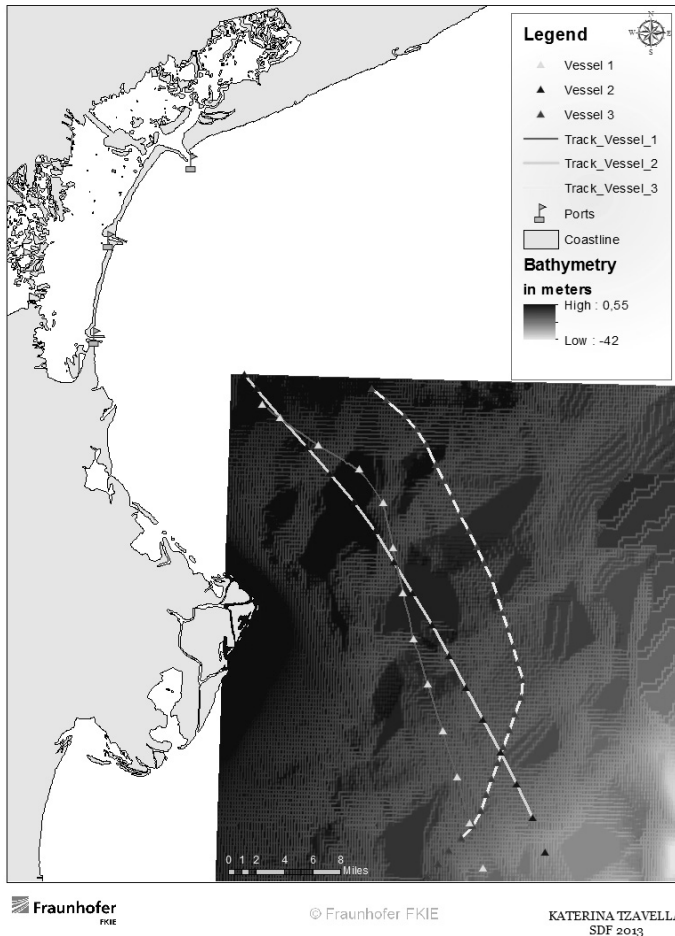 Legend
N
W
E
S
Vessel 1
Vessel 2
Vessel 3
Track_Vessel_1
Track_Vessel_2
Track_Vessel_3
Ports
Coastline
Bathymetry
in meters
High : 0,55
Low : -42
0 1 2 4 6 8
Miles
Fraunhofer
FKIE
© Fraunhofer FKIE
KATERINA TZAVELLA
SDF 2013